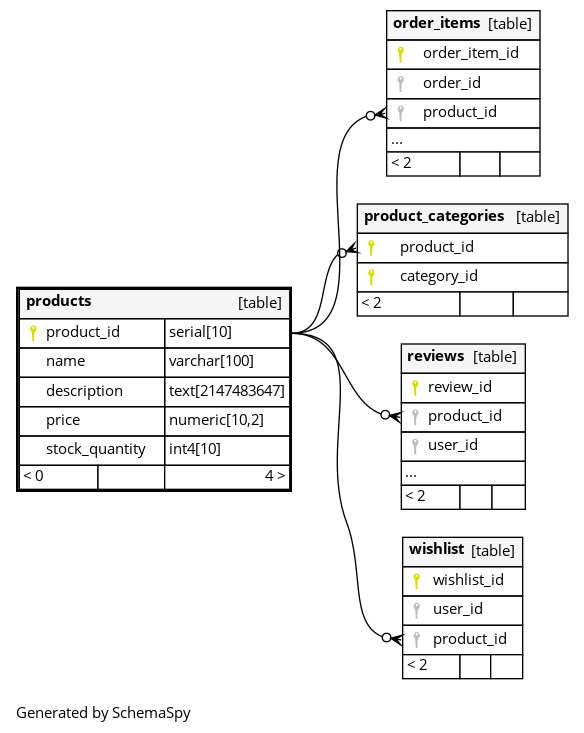 order_items [table]
order_item_id
order_id
product_id
...
< 2
product_categories [table]
product_id
category_id
< 2
products [table]
product_id serial[10]
name varchar[100]
description text[2147483647]
price numeric[10,2]
stock_quantity int4[10]
< 0 4 >
reviews [table]
review_id
product_id
user_id
...
< 2
wishlist [table]
wishlist_id
user_id
product_id
< 2
Generated by SchemaSpy